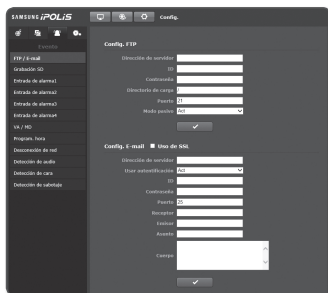 SAMSUNG iPOLiS
Config.
Eventos
FTP / E-mail
Grabación SD
Entrada de alarma1
Entrada de alarma2
Entrada de alarma3
Entrada de alarma4
VA / MD
Program. hora
Desconexión de red
Detección de audio
Detección de cara
Detección de sabotaje
Config. FTP
Dirección de servidor
ID
Contraseña
Directorio de carga /
Puerto 21
Modo pasivo Act
Config. E-mail Uso de SSL
Dirección de servidor
Usar autentificación Act
ID
Contraseña
Puerto 25
Receptor
Emisor
Asunto
Cuerpo